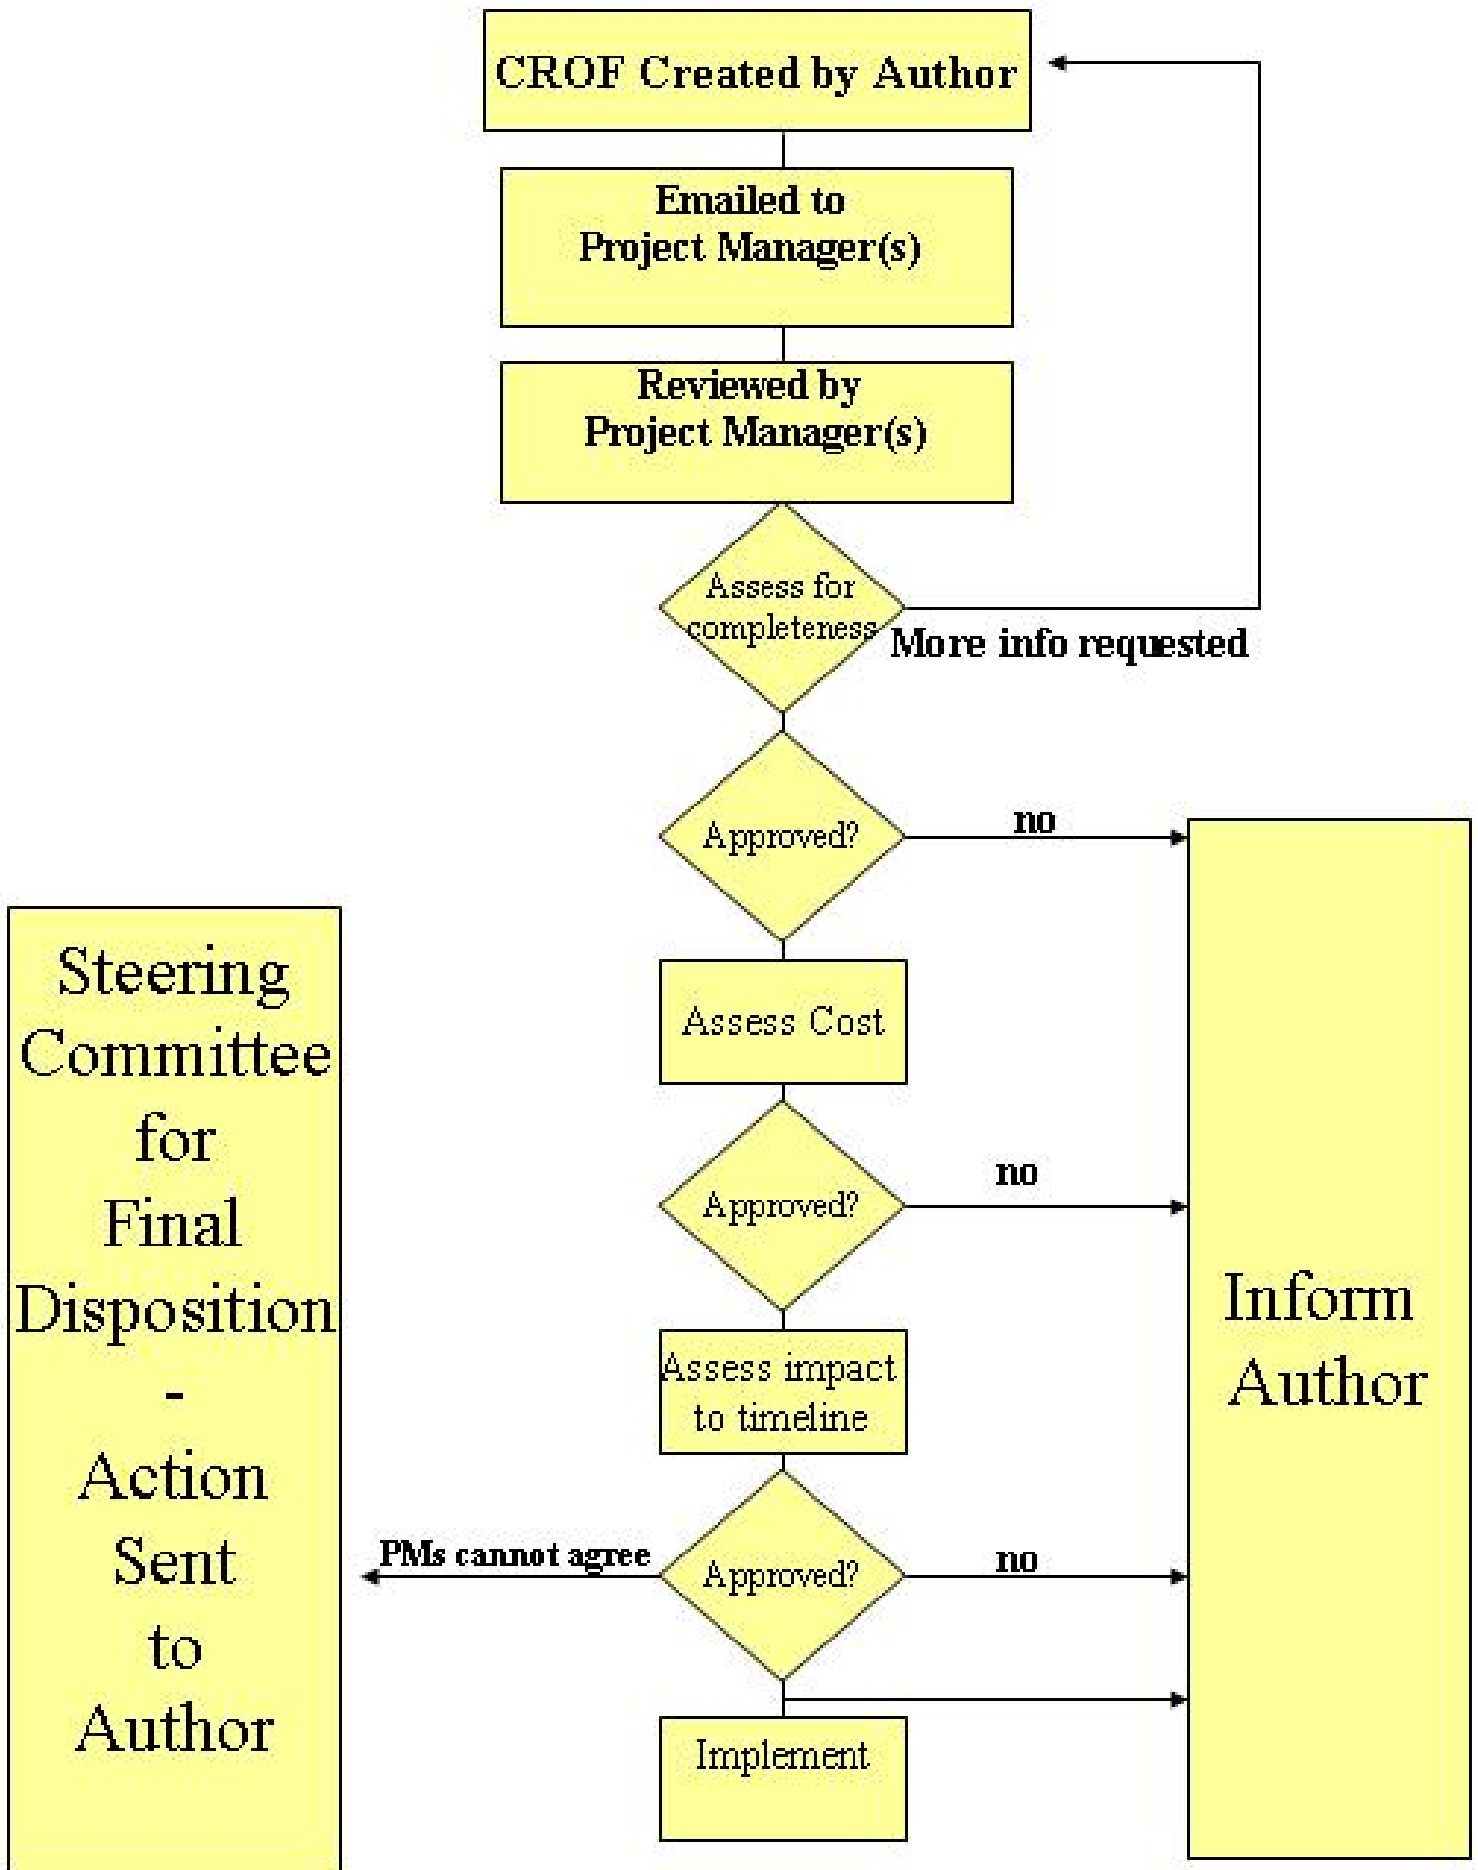 CROF Created by Author
Emailed to
Project Manager(s)
Reviewed by
Project Manager(s)
Assess for
completeness
More info requested
Approved?
no
Assess Cost
Approved?
no
Assess impact
to timeline
Approved?
no
PMs cannot agree
Implement
Steering
Committee
for
Final
Disposition
-
Action
Sent
to
Author
Inform
Author